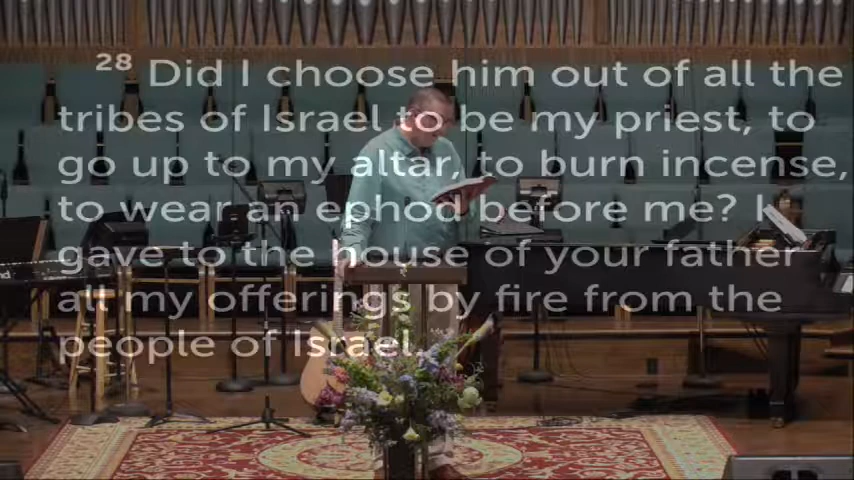 28 Did I choose him out of all the
tribes of Israel to be my priest, to
go up to my altar, to burn incense,
to wear an ephod before me? I
gave to the house of your father
all my offerings by fire from the
people of Israel.